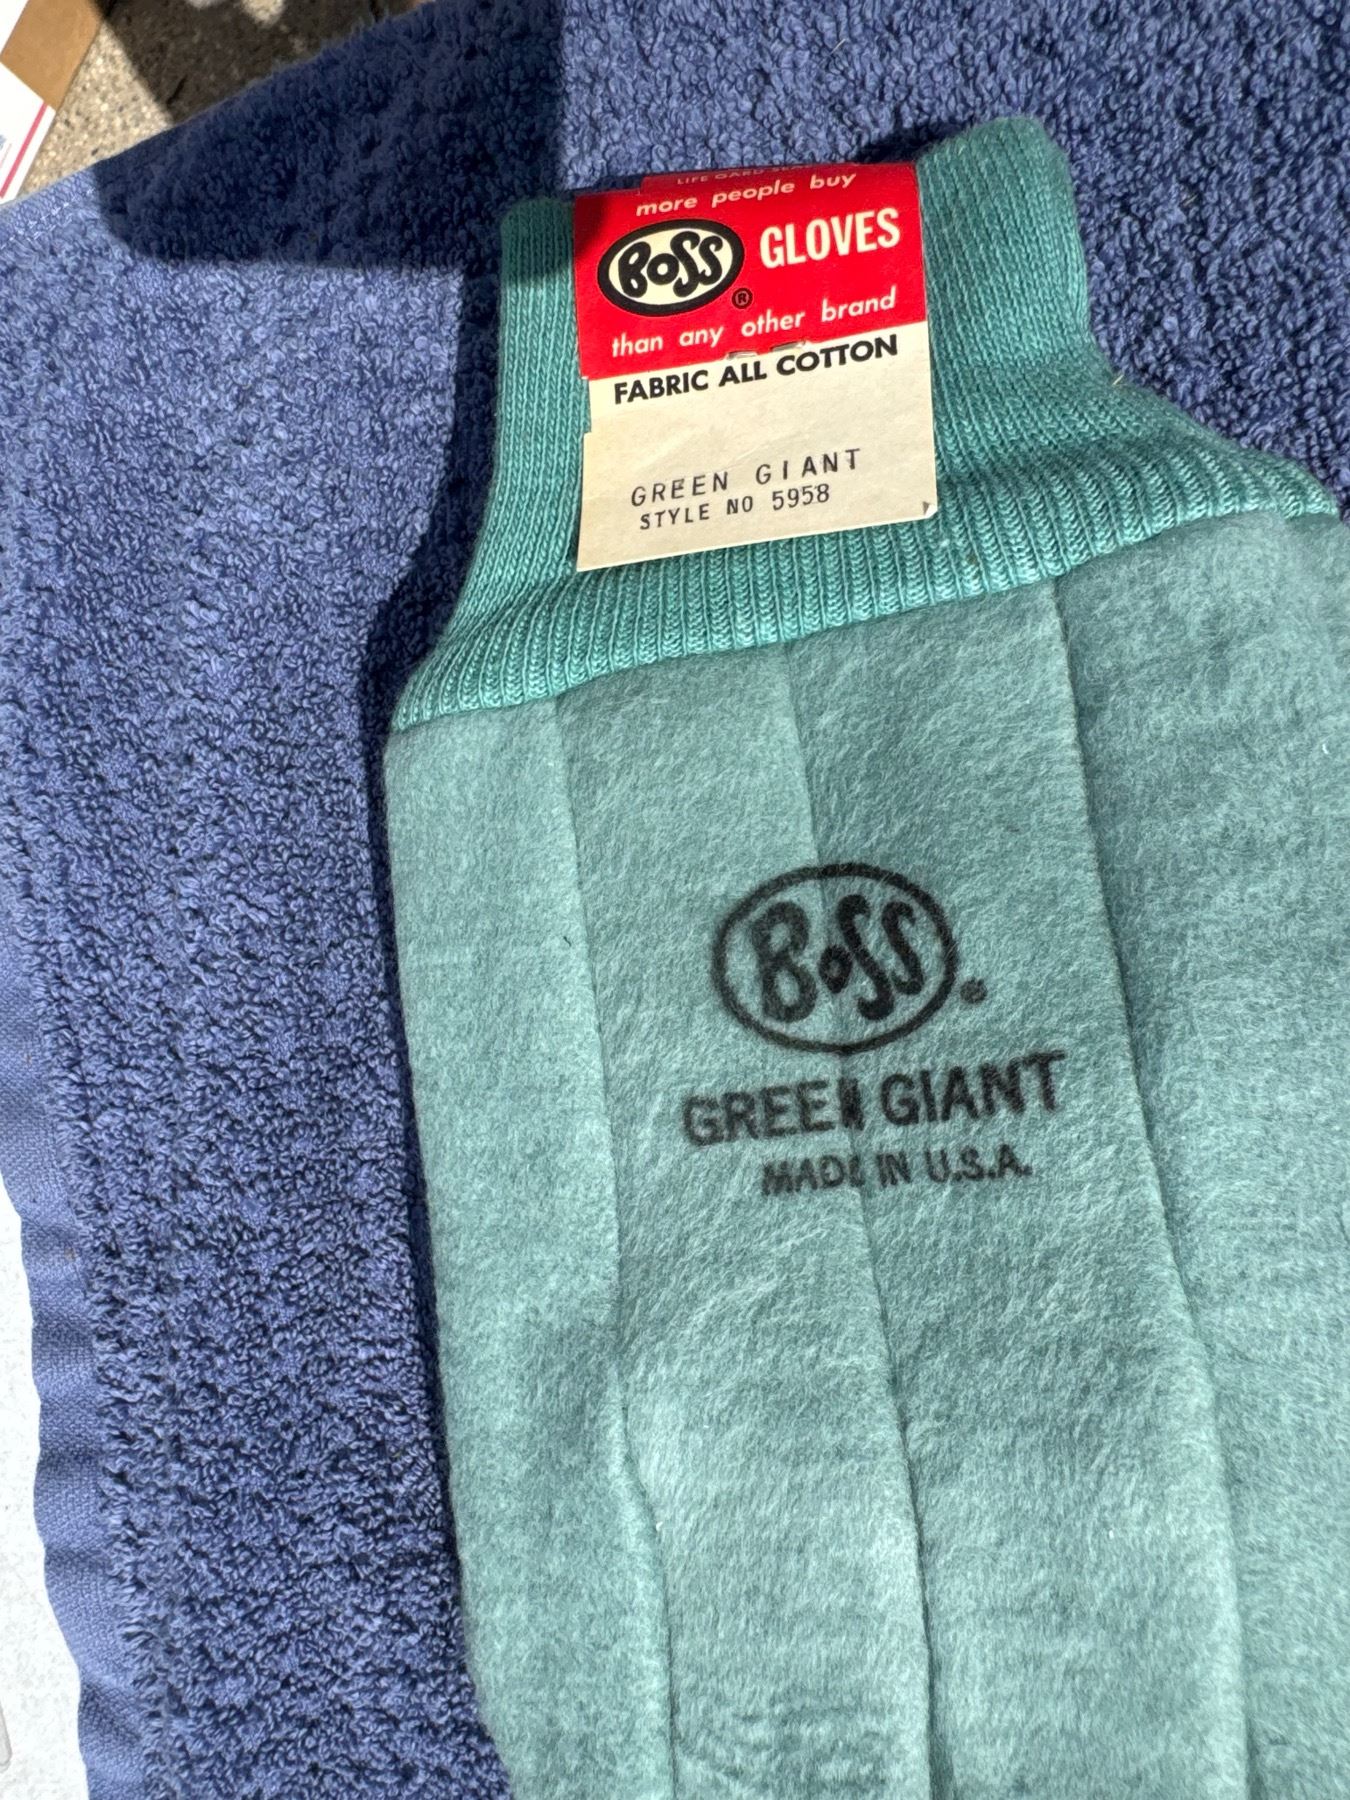 more people buy
BOSS ® GLOVES
than any other brand
FABRIC ALL COTTON
GREEN GIANT
STYLE NO 5958
BOSS
GREEN GIANT
MADE IN U.S.A.